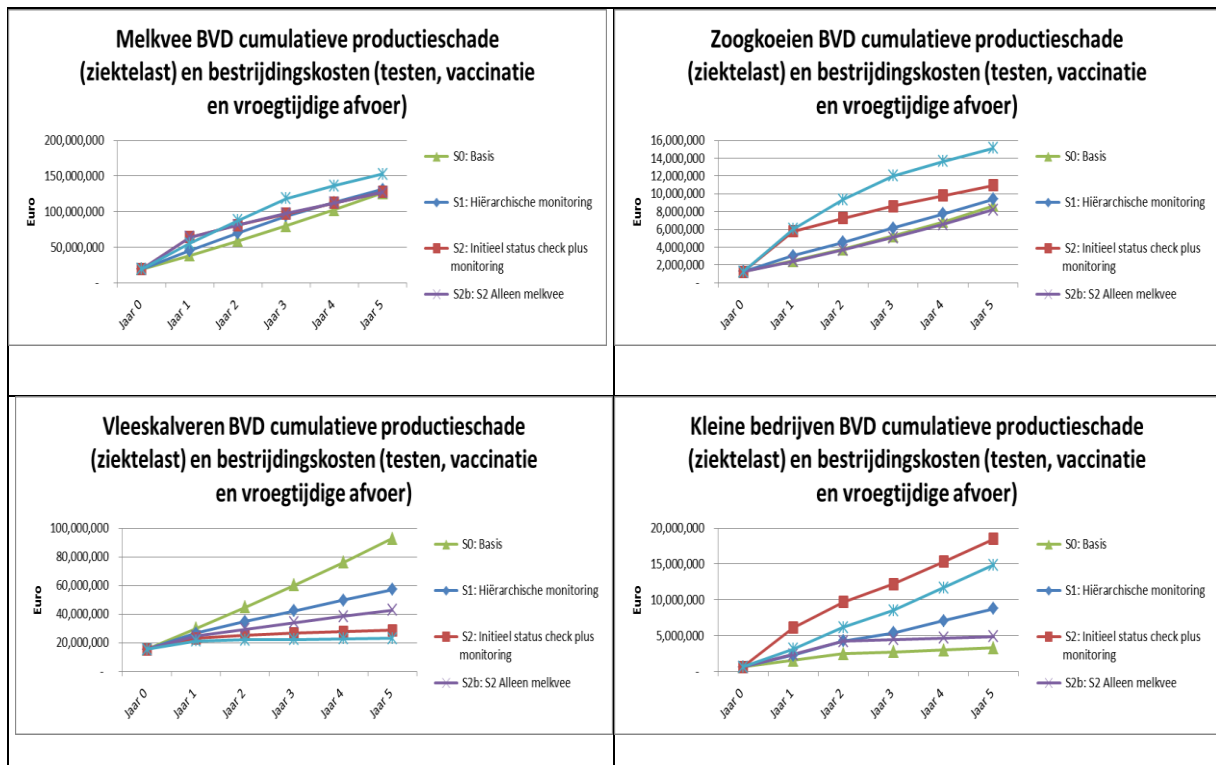 Melkvee BVD cumulatieve productieschade
(ziektelast) en bestrijdingskosten (testen, vaccinatie
en vroegtijdige afvoer)
200,000,000
150,000,000
100,000,000
50,000,000
-
Euro
Jaar 0
Jaar 1
Jaar 2
Jaar 3
Jaar 4
Jaar 5
S0: Basis
S1: Hiërarchische monitoring
S2: Initieel status check plus
monitoring
S2b: S2 Alleen melkvee
Zoogkoeien BVD cumulatieve productieschade
(ziektelast) en bestrijdingskosten (testen, vaccinatie
en vroegtijdige afvoer)
16,000,000
14,000,000
12,000,000
10,000,000
8,000,000
6,000,000
4,000,000
2,000,000
-
Euro
Jaar 0
Jaar 1
Jaar 2
Jaar 3
Jaar 4
Jaar 5
S0: Basis
S1: Hiërarchische monitoring
S2: Initieel status check plus
monitoring
S2b: S2 Alleen melkvee
Vleeskalveren BVD cumulatieve productieschade
(ziektelast) en bestrijdingskosten (testen, vaccinatie
en vroegtijdige afvoer)
100,000,000
80,000,000
60,000,000
40,000,000
20,000,000
-
Euro
Jaar 0
Jaar 1
Jaar 2
Jaar 3
Jaar 4
Jaar 5
S0: Basis
S1: Hiërarchische monitoring
S2: Initieel status check plus
monitoring
S2b: S2 Alleen melkvee
Kleine bedrijven BVD cumulatieve productieschade
(ziektelast) en bestrijdingskosten (testen, vaccinatie
en vroegtijdige afvoer)
20,000,000
15,000,000
10,000,000
5,000,000
-
Euro
Jaar 0
Jaar 1
Jaar 2
Jaar 3
Jaar 4
Jaar 5
S0: Basis
S1: Hiërarchische monitoring
S2: Initieel status check plus
monitoring
S2b: S2 Alleen melkvee